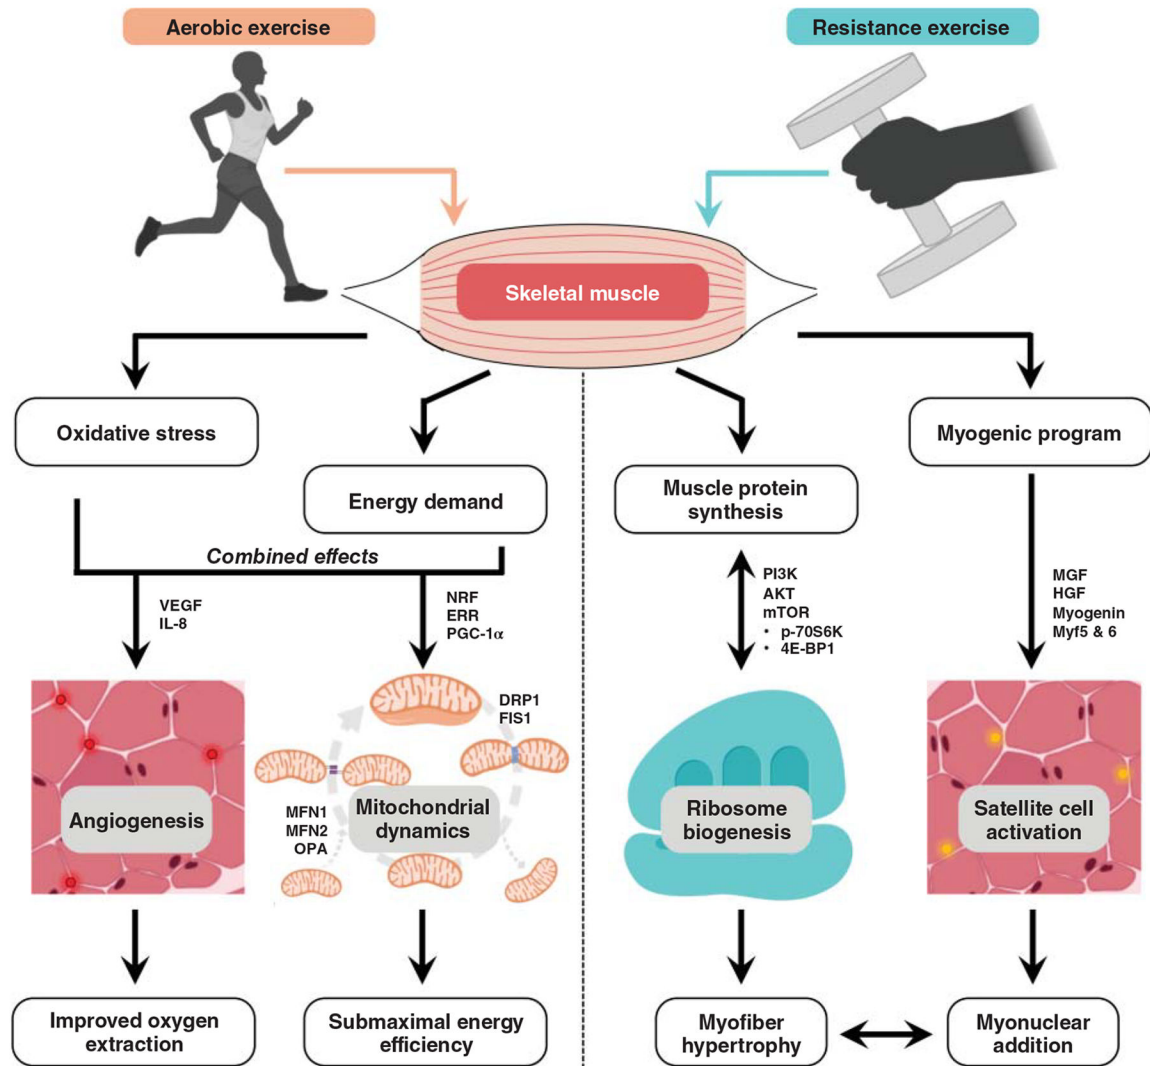 Aerobic exercise
Resistance exercise
Skeletal muscle
Oxidative stress
Myogenic program
Energy demand
Muscle protein
synthesis
Combined effects
VEGF
IL-8
NRF
ERR
PGC-1α
PI3K
AKT
mTOR
• p-70S6K
• 4E-BP1
MGF
HGF
Myogenin
Myf5 & 6
DRP1
FIS1
MFN1
MFN2
OPA
Angiogenesis
Mitochondrial
dynamics
Ribosome
biogenesis
Satellite cell
activation
Improved oxygen
extraction
Submaximal energy
efficiency
Myofiber
hypertrophy
Myonuclear
addition